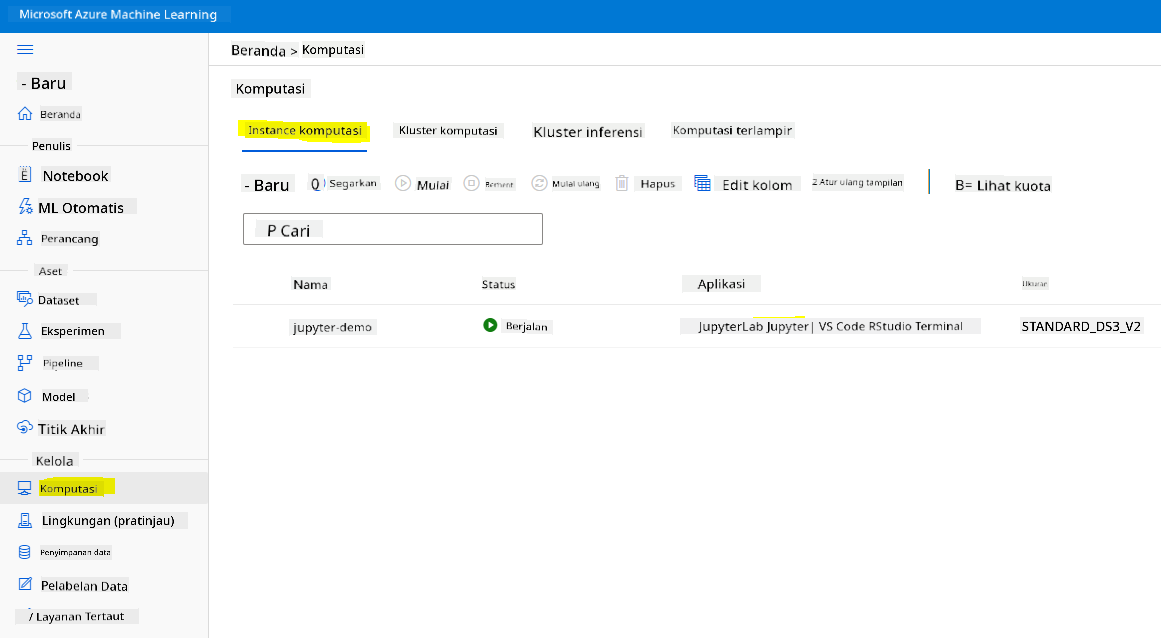 Microsoft Azure Machine Learning
Beranda > Komputasi
- Baru
Beranda
Penulis
Notebook
ML Otomatis
Perancang
Aset
Dataset
Eksperimen
Pipeline
Model
Titik Akhir
Kelola
Komputasi
Lingkungan (pratinjau)
Penyimpanan data
Pelabelan Data
/ Layanan Tertaut
Komputasi
Instance komputasi Kluster komputasi Kluster inferensi Komputasi terlampir
- Baru Segarkan Mulai Mulai ulang Hapus Edit kolom 2 Atur ulang tampilan B= Lihat kuota
P Cari
Nama Status Aplikasi Ukuran
jupyter-demo Berjalan JupyterLab Jupyter| VS Code RStudio Terminal STANDARD_DS3_V2